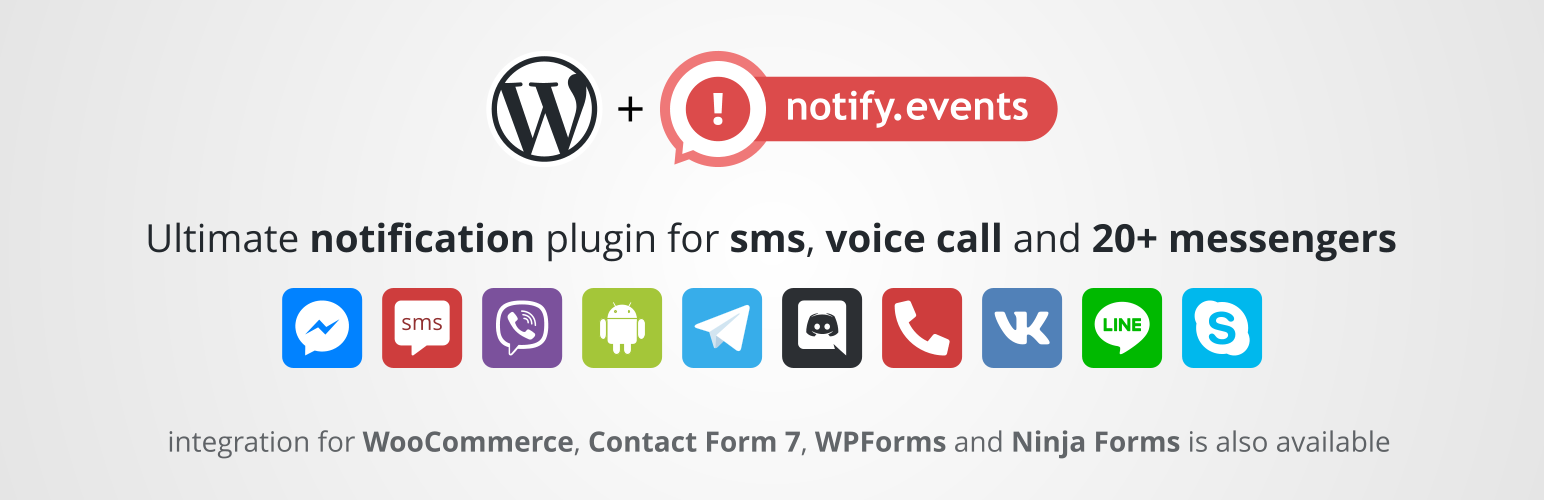 W + ! notify.events
Ultimate notification plugin for sms, voice call and 20+ messengers
sms VK LINE S
integration for WooCommerce, Contact Form 7, WPForms and Ninja Forms is also available